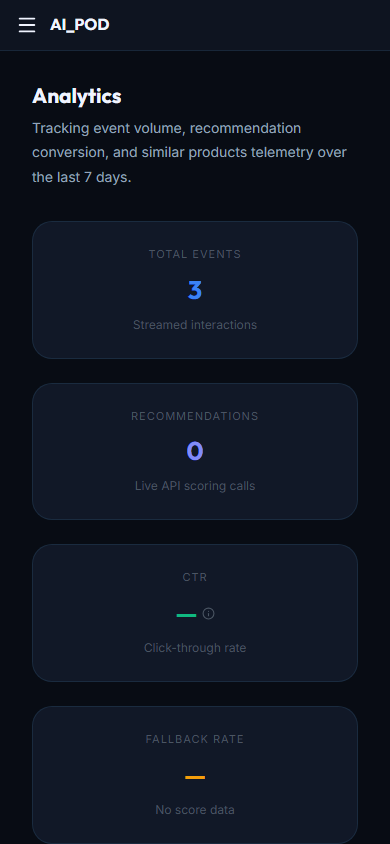 AI_POD
Analytics
Tracking event volume, recommendation
conversion, and similar products telemetry over
the last 7 days.
TOTAL EVENTS
3
Streamed interactions
RECOMMENDATIONS
0
Live API scoring calls
CTR
—
Click-through rate
FALLBACK RATE
—
No score data